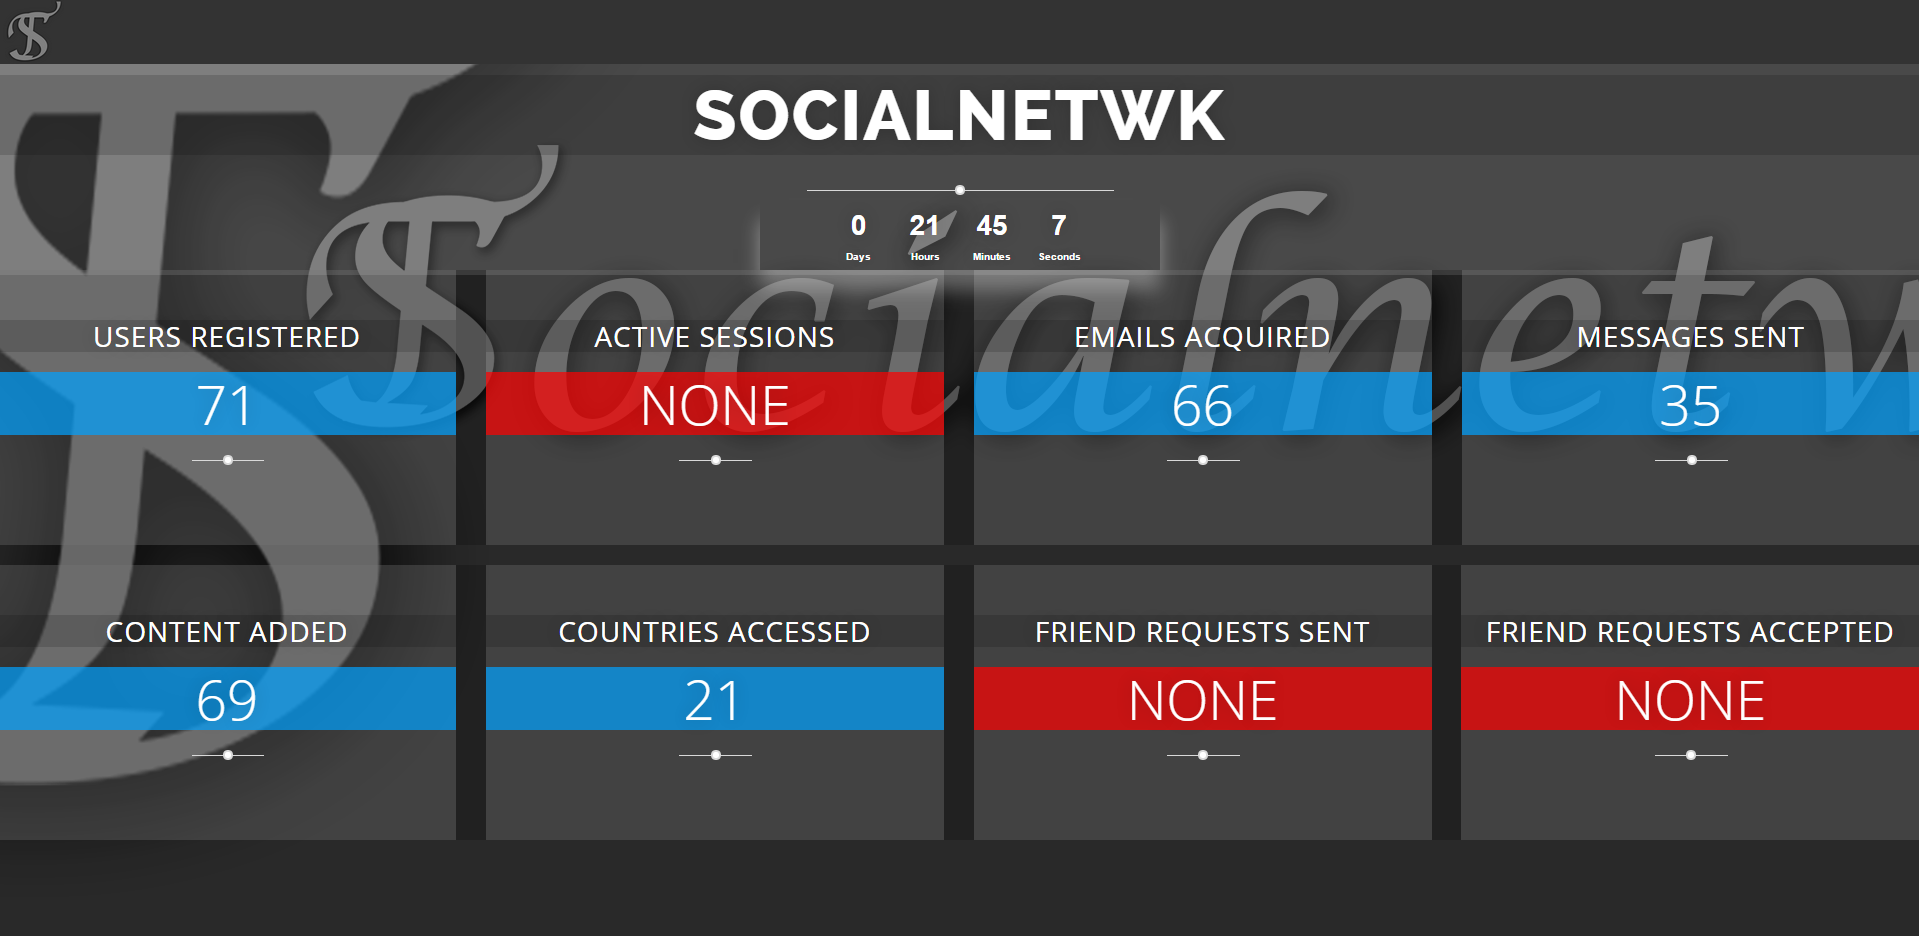 SOCIALNETWK
0 21 45 7
Days Hours Minutes Seconds
Socialnetw
USERS REGISTERED
71
ACTIVE SESSIONS
NONE
EMAILS ACQUIRED
66
MESSAGES SENT
35
CONTENT ADDED
69
COUNTRIES ACCESSED
21
FRIEND REQUESTS SENT
NONE
FRIEND REQUESTS ACCEPTED
NONE